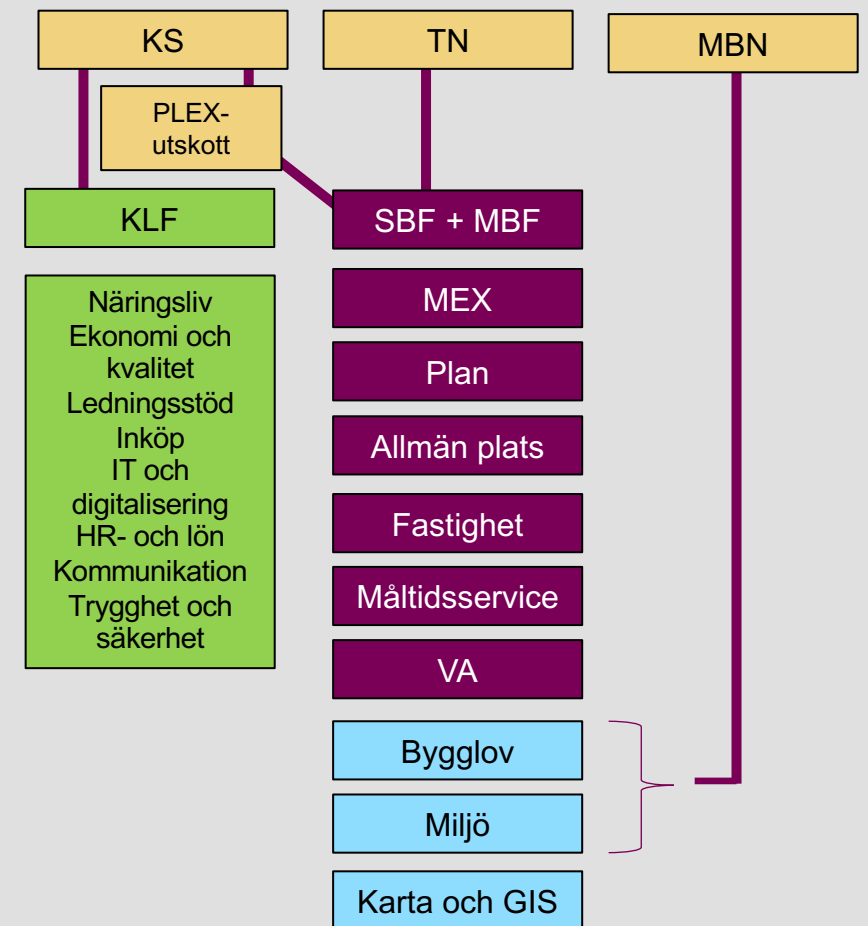 KS
TN
MBN
PLEX-
utskott
KLF
SBF + MBF
Näringsliv
Ekonomi och
kvalitet
Ledningsstöd
Inköp
IT och
digitalisering
HR- och lön
Kommunikation
Trygghet och
säkerhet
MEX
Plan
Allmän plats
Fastighet
Måltidsservice
VA
Bygglov
Miljö
Karta och GIS